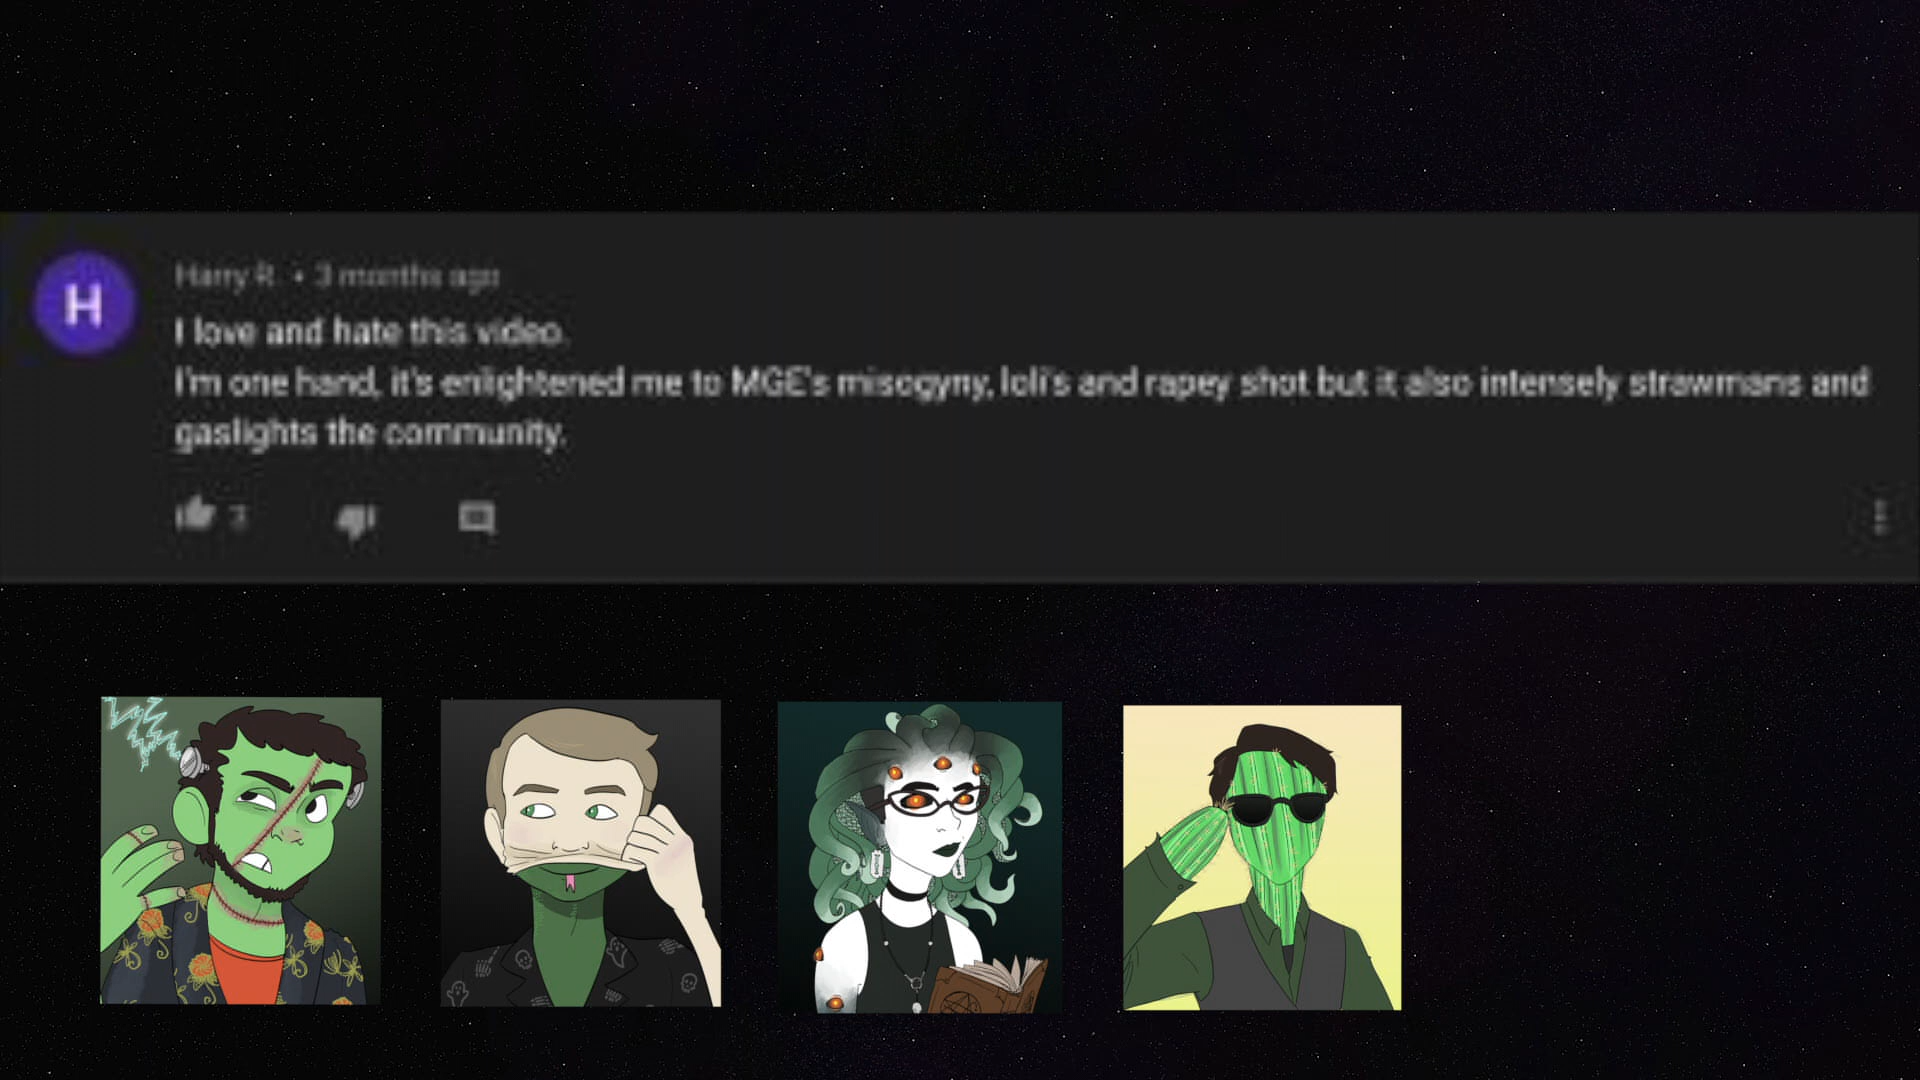 H
Harry R. • 3 months ago
I love and hate this video.
I'm one hand, it's enlightened me to MGE's misogyny, loli's and rapey shot but it also intensely strawmans and
gaslights the community.